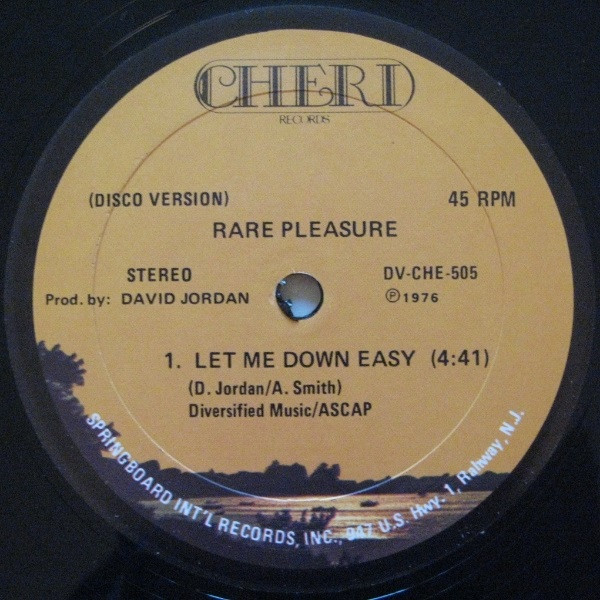 CHERI
RECORDS
(DISCO VERSION) 45 RPM
RARE PLEASURE
STEREO DV-CHE-505
Prod. by: DAVID JORDAN Ⓟ1976
1. LET ME DOWN EASY (4:41)
(D. Jordan/A. Smith)
Diversified Music/ASCAP
SPRINGBOARD INT'L RECORDS, INC., 947 U.S. Hwy. 1, Rahway, N.J.